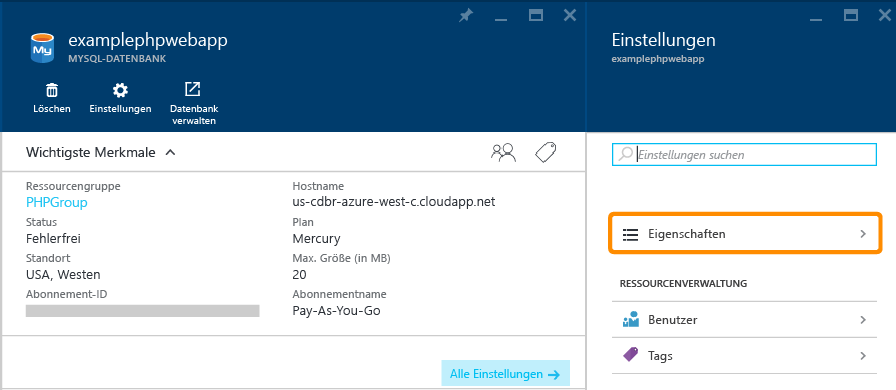 examplephpwebapp
MYSQL-DATENBANK
Löschen
Einstellungen
Datenbank
verwalten
Wichtigste Merkmale
Ressourcengruppe
PHPGroup
Status
Fehlerfrei
Standort
USA, Westen
Abonnement-ID
Hostname
us-cdbr-azure-west-c.cloudapp.net
Plan
Mercury
Max. Größe (in MB)
20
Abonnementname
Pay-As-You-Go
Alle Einstellungen
Einstellungen
examplephpwebapp
Einstellungen suchen
Eigenschaften
RESSOURCENVERWALTUNG
Benutzer
Tags
My